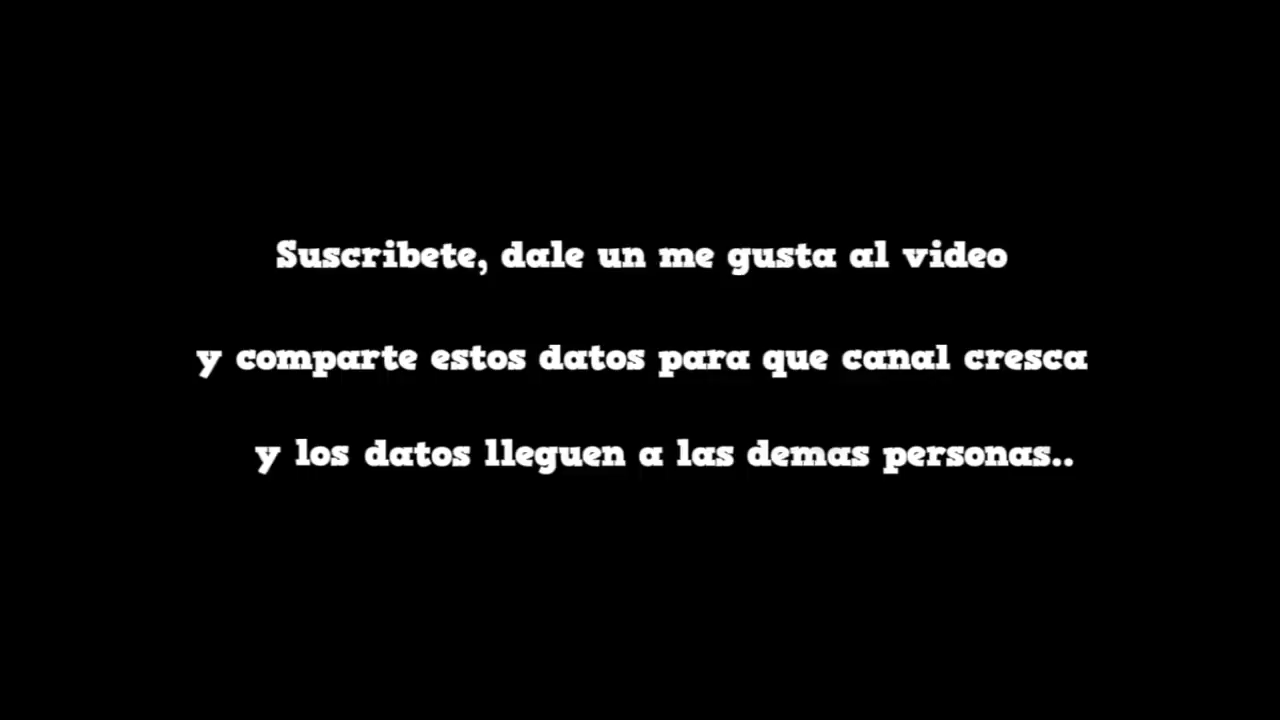 Suscribete, dale un me gusta al video
y comparte estos datos para que canal cresca
y los datos lleguen a las demas personas..